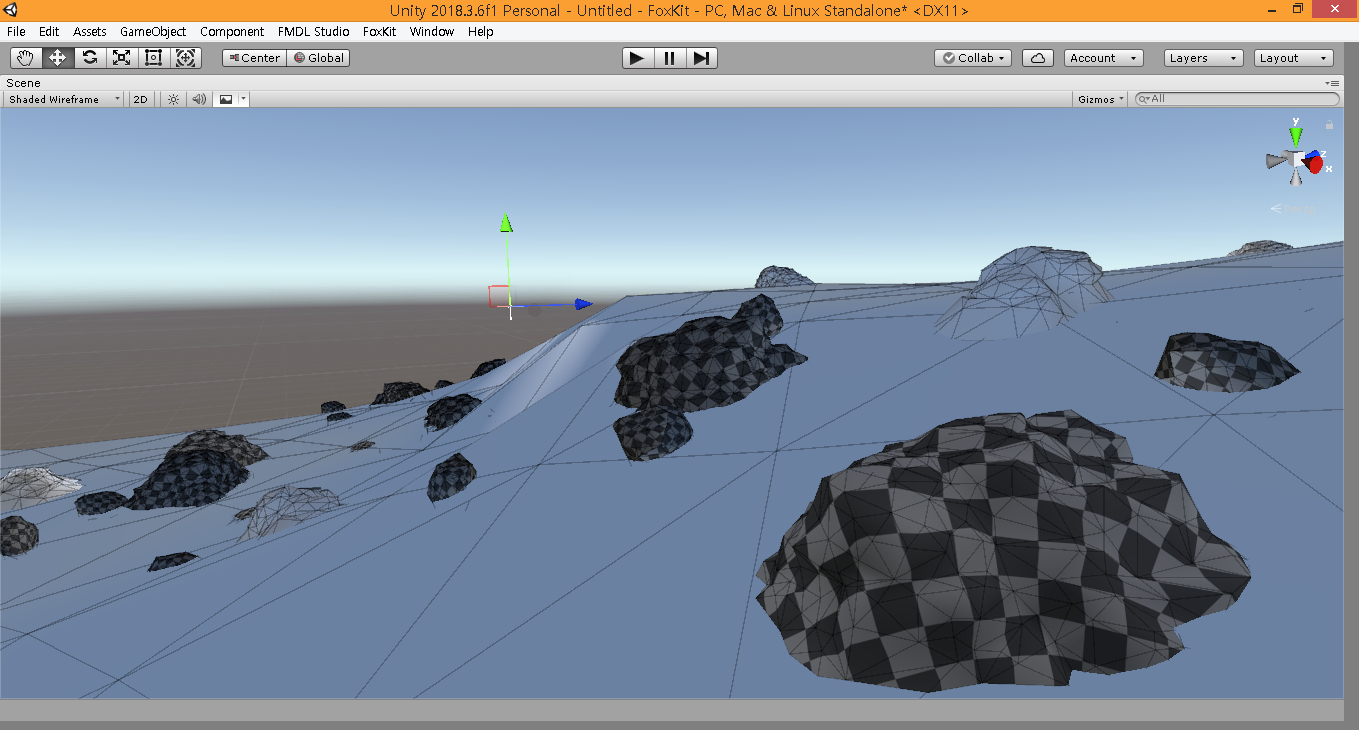 Unity 2018.3.6f1 Personal - Untitled - FoxKit - PC, Mac & Linux Standalone* <DX11>
File Edit Assets GameObject Component FMDL Studio FoxKit Window Help
Center Global Collab Account Layers Layout
Scene
Shaded Wireframe 2D Gizmos All
y
z
x